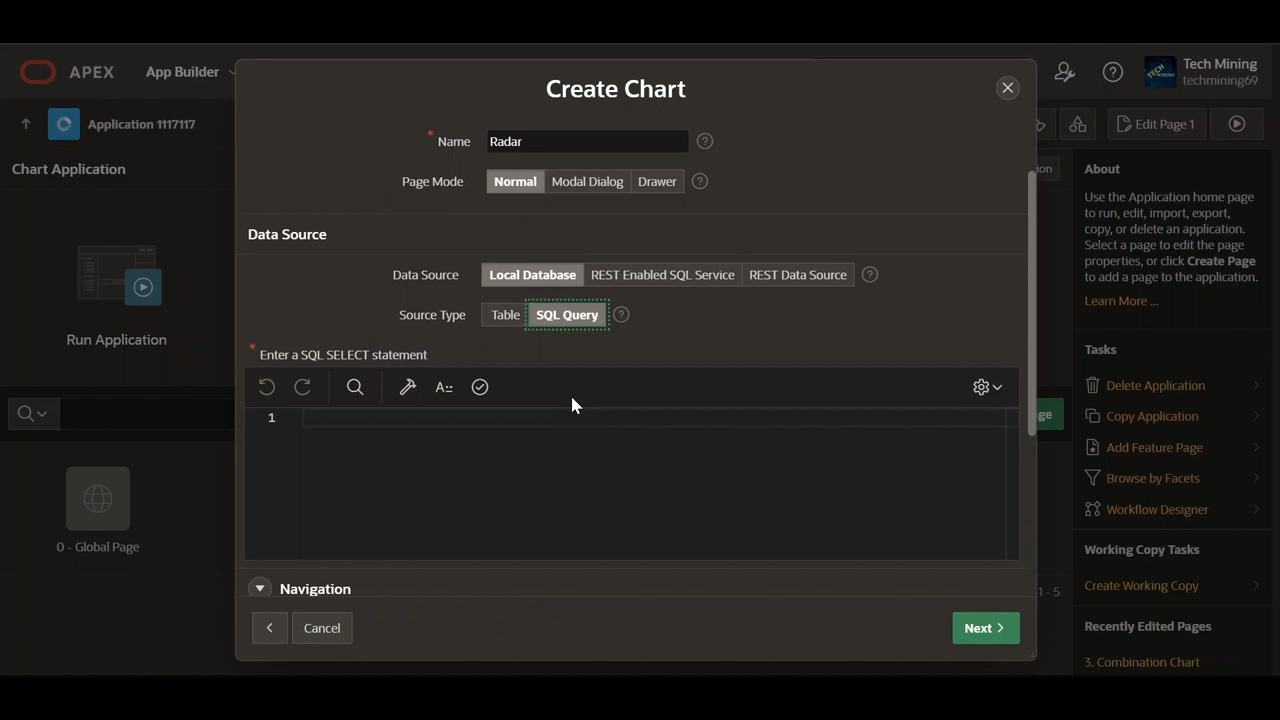 APEX
App Builder
Tech Mining
techmining69
Application 1117117
Edit Page 1
Chart Application
Run Application
0 - Global Page
Create Chart
* Name
Radar
Page Mode
Normal
Modal Dialog
Drawer
Data Source
Data Source
Local Database
REST Enabled SQL Service
REST Data Source
Source Type
Table
SQL Query
* Enter a SQL SELECT statement
A::
1
Navigation
Cancel
Next
ion
ge
1 - 5
About
Use the Application home page
to run, edit, import, export,
copy, or delete an application.
Select a page to edit the page
properties, or click Create Page
to add a page to the application.
Learn More ...
Tasks
Delete Application
Copy Application
Add Feature Page
Browse by Facets
Workflow Designer
Working Copy Tasks
Create Working Copy
Recently Edited Pages
3. Combination Chart